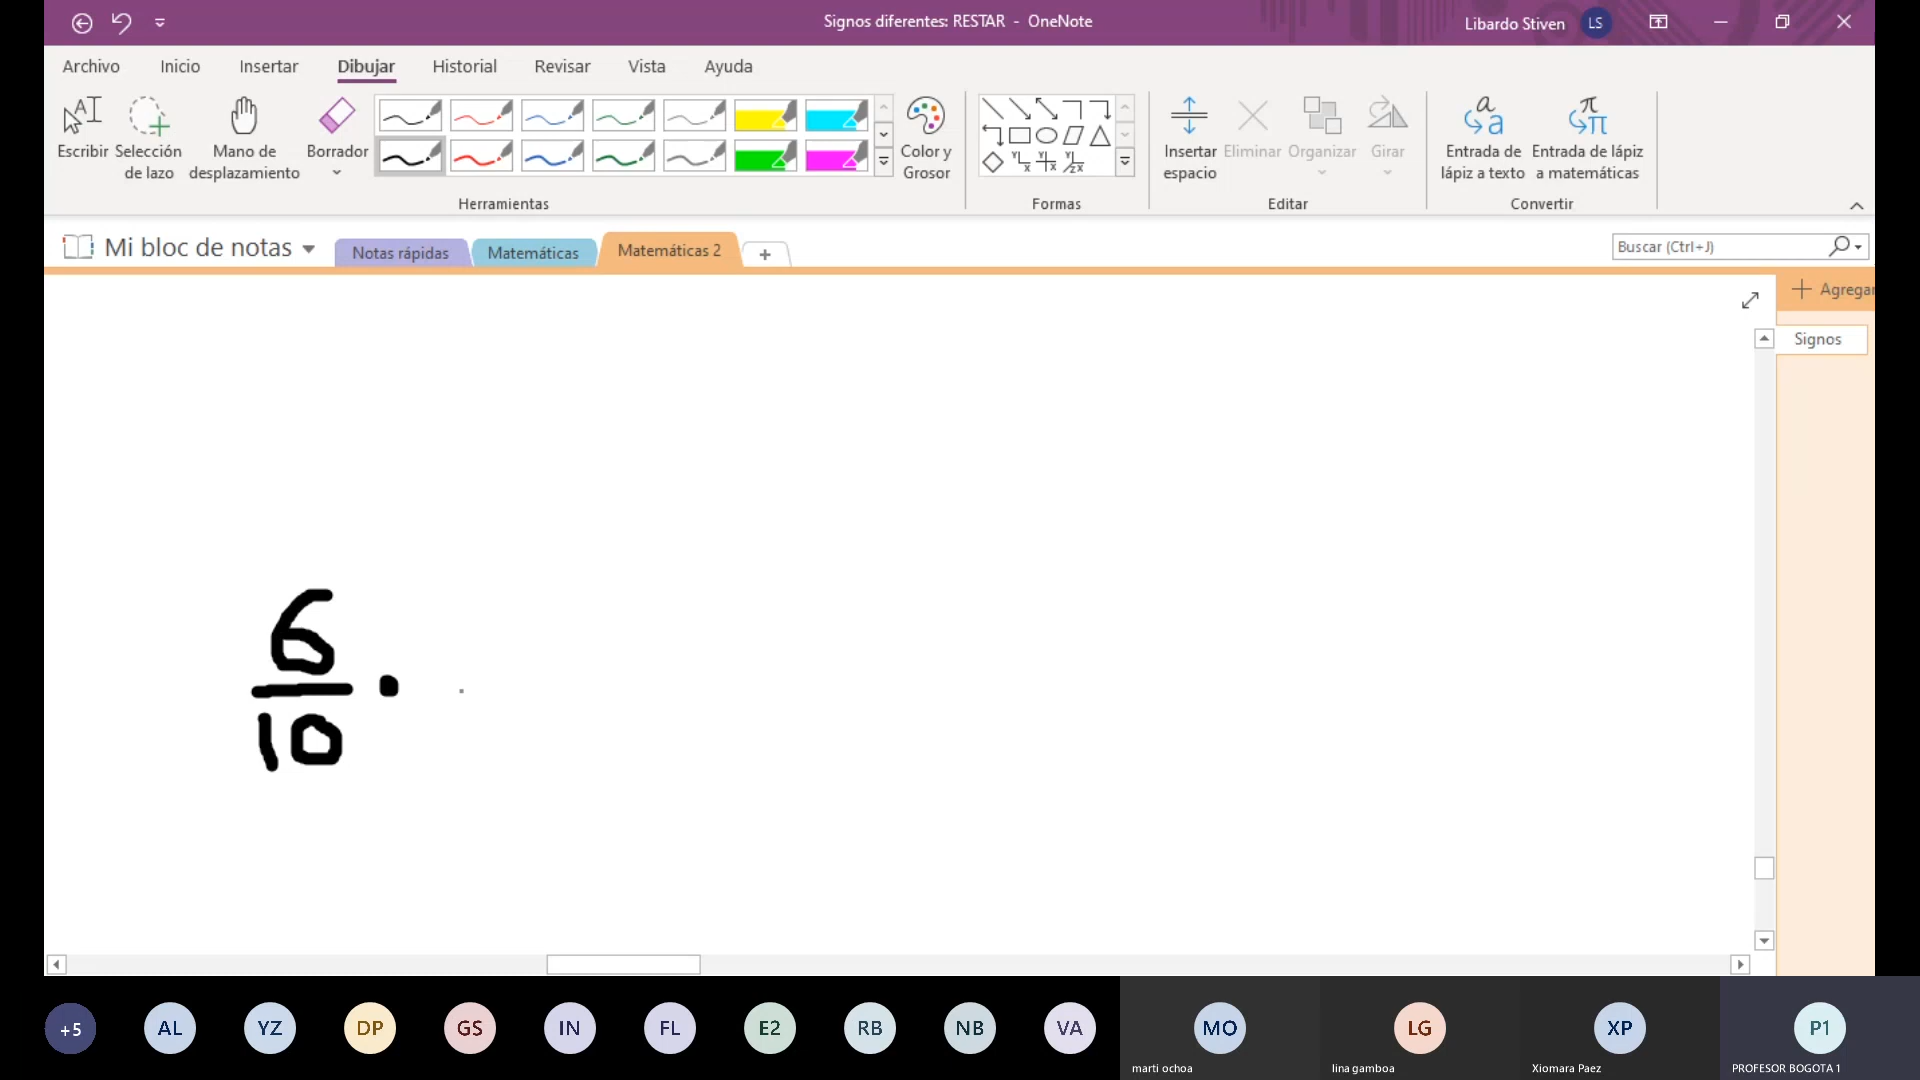 Signos diferentes: RESTAR - OneNote
Libardo Stiven LS
Archivo Inicio Insertar Dibujar Historial Revisar Vista Ayuda
Escribir
Selección de lazo
Mano de desplazamiento
Borrador
Herramientas
Color y Grosor
Formas
Insertar espacio
Eliminar
Organizar
Girar
Editar
Entrada de lápiz a texto
Entrada de lápiz a matemáticas
Convertir
Mi bloc de notas
Notas rápidas
Matemáticas
Matemáticas 2
+
Buscar (Ctrl+J)
Agregar
Signos
6
10
·
+5 AL YZ DP GS IN FL E2 RB NB VA MO LG XP P1
marti ochoa
lina gamboa
Xiomara Paez
PROFESOR BOGOTA 1